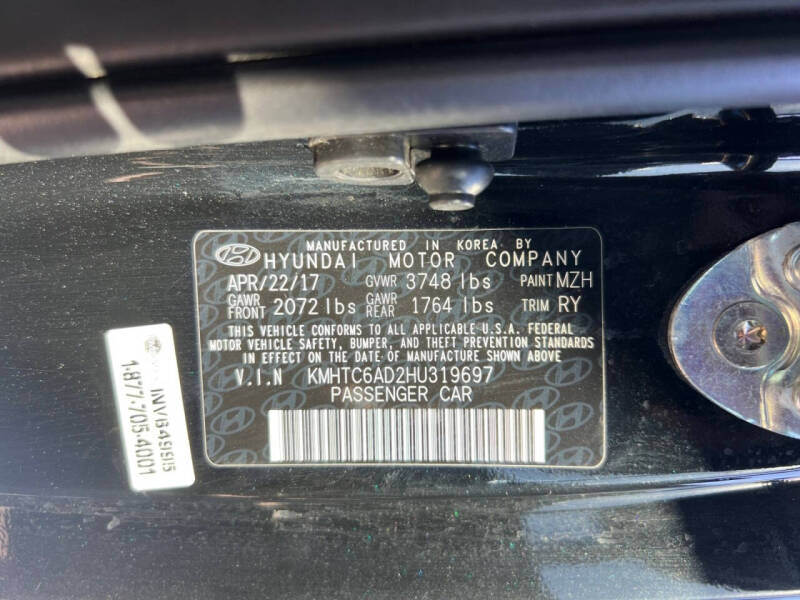 MANUFACTURED IN KOREA BY
HYUNDAI MOTOR COMPANY
APR/22/17 GVWR 3748 lbs PAINT MZH
GAWR FRONT 2072 lbs GAWR REAR 1764 lbs TRIM RY
THIS VEHICLE CONFORMS TO ALL APPLICABLE U.S.A. FEDERAL
MOTOR VEHICLE SAFETY, BUMPER, AND THEFT PREVENTION STANDARDS
IN EFFECT ON THE DATE OF MANUFACTURE SHOWN ABOVE.
V.I.N KMHTC6AD2HU319697
PASSENGER CAR
NV649915
1-877-705-4001